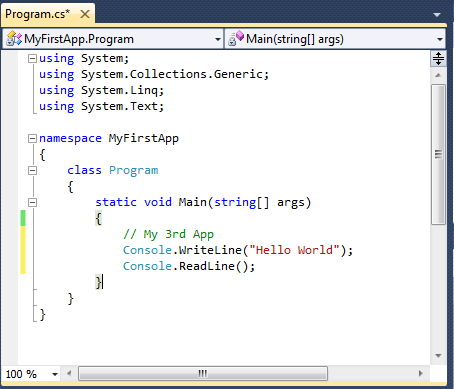 Program.cs*
MyFirstApp.Program Main(string[] args)
using System;
using System.Collections.Generic;
using System.Linq;
using System.Text;
namespace MyFirstApp
{
class Program
{
static void Main(string[] args)
{
// My 3rd App
Console.WriteLine("Hello World");
Console.ReadLine();
}
}
}
100 %